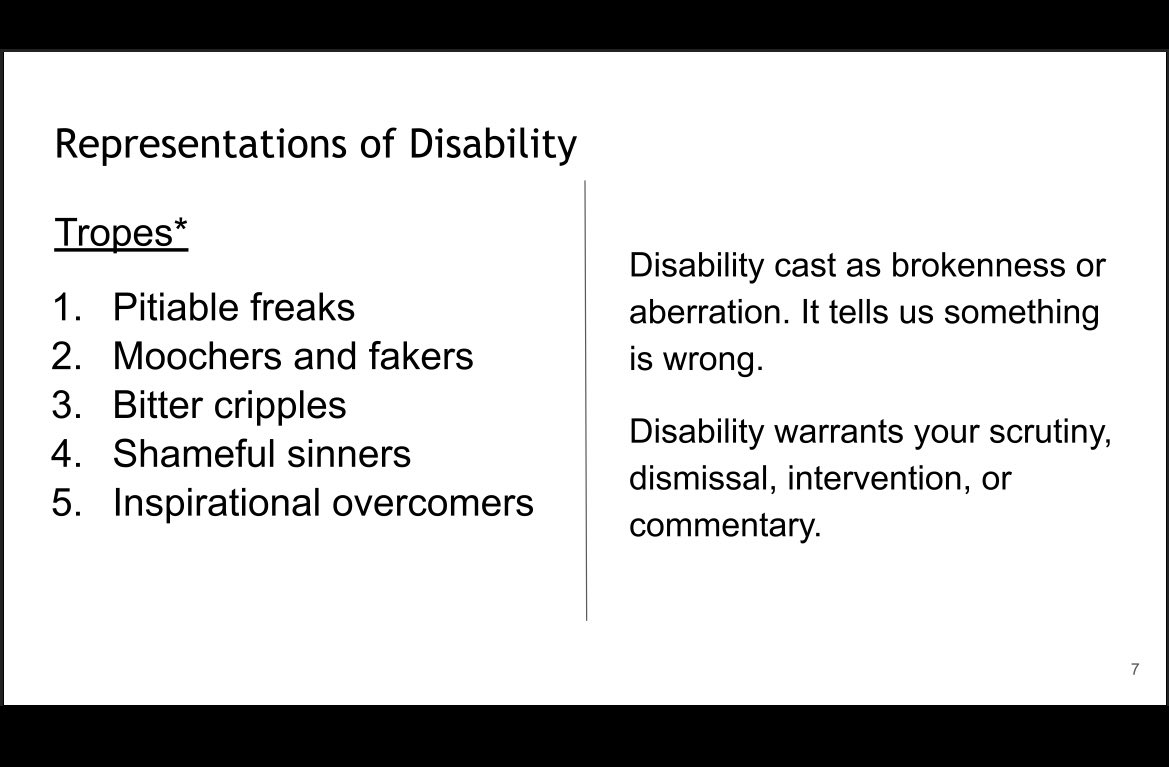 Representations of Disability
Tropes*
1. Pitiable freaks
2. Moochers and fakers
3. Bitter cripples
4. Shameful sinners
5. Inspirational overcomers
Disability cast as brokenness or
aberration. It tells us something
is wrong.
Disability warrants your scrutiny,
dismissal, intervention, or
commentary.
7